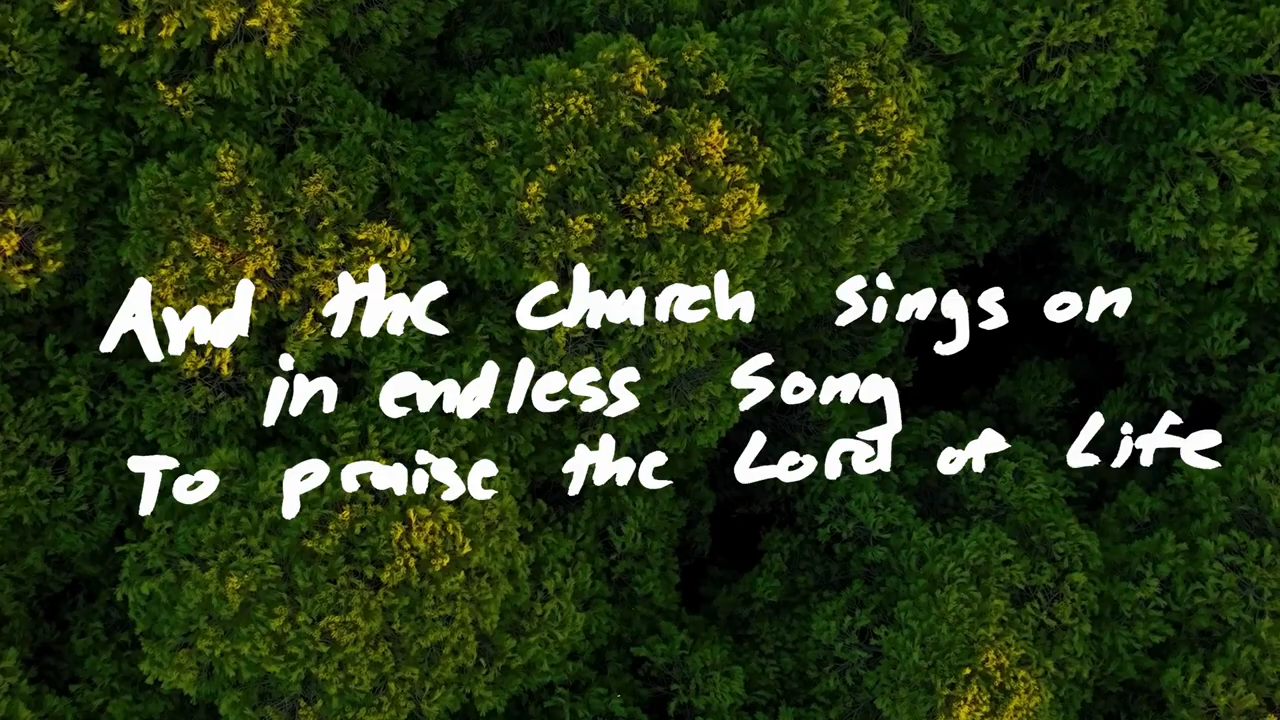 And the church sings on
in endless Song
To praise the Lord of Life